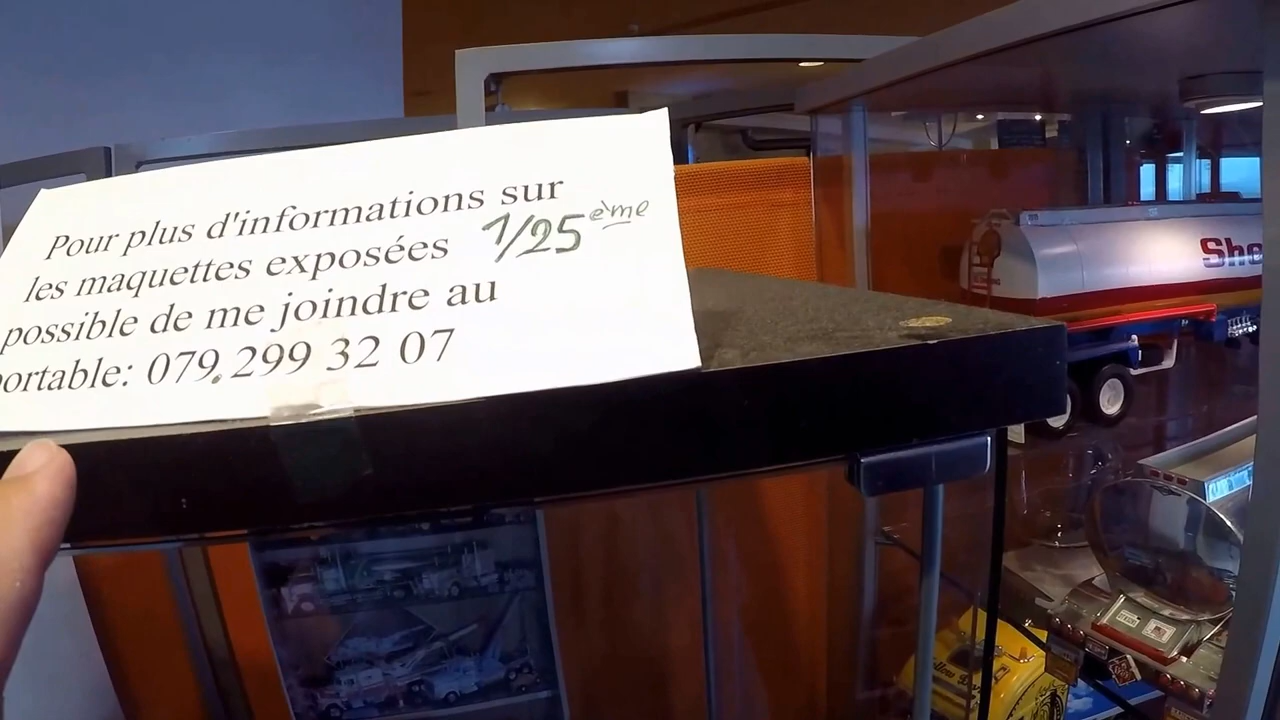 Pour plus d'informations sur
les maquettes exposées 1/25ème
possible de me joindre au
portable: 079.299 32 07
She